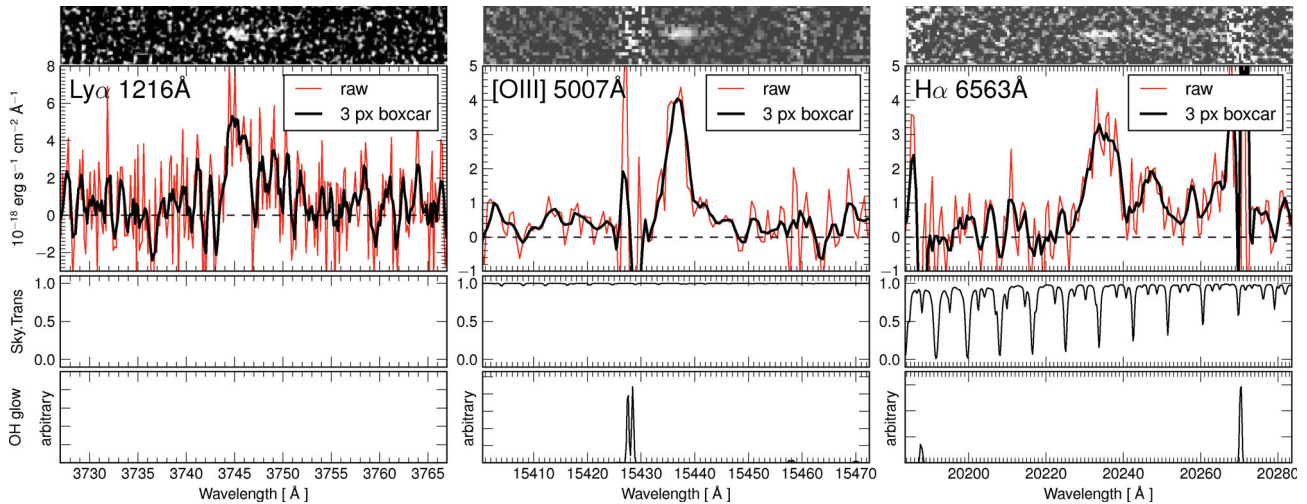 Lyα 1216Å
raw
3 px boxcar
8
6
4
2
0
−2
10⁻¹⁸ erg s⁻¹ cm⁻² Å⁻¹
[OIII] 5007Å
raw
3 px boxcar
5
4
3
2
1
0
−1
Hα 6563Å
raw
3 px boxcar
5
4
3
2
1
0
−1
Sky.Trans
1.0
0.5
0.0
1.0
0.5
0.0
1.0
0.5
0.0
OH glow
arbitrary
arbitrary
arbitrary
3730 3735 3740 3745 3750 3755 3760 3765
Wavelength [ Å ]
15410 15420 15430 15440 15450 15460 15470
Wavelength [ Å ]
20200 20220 20240 20260 20280
Wavelength [ Å ]